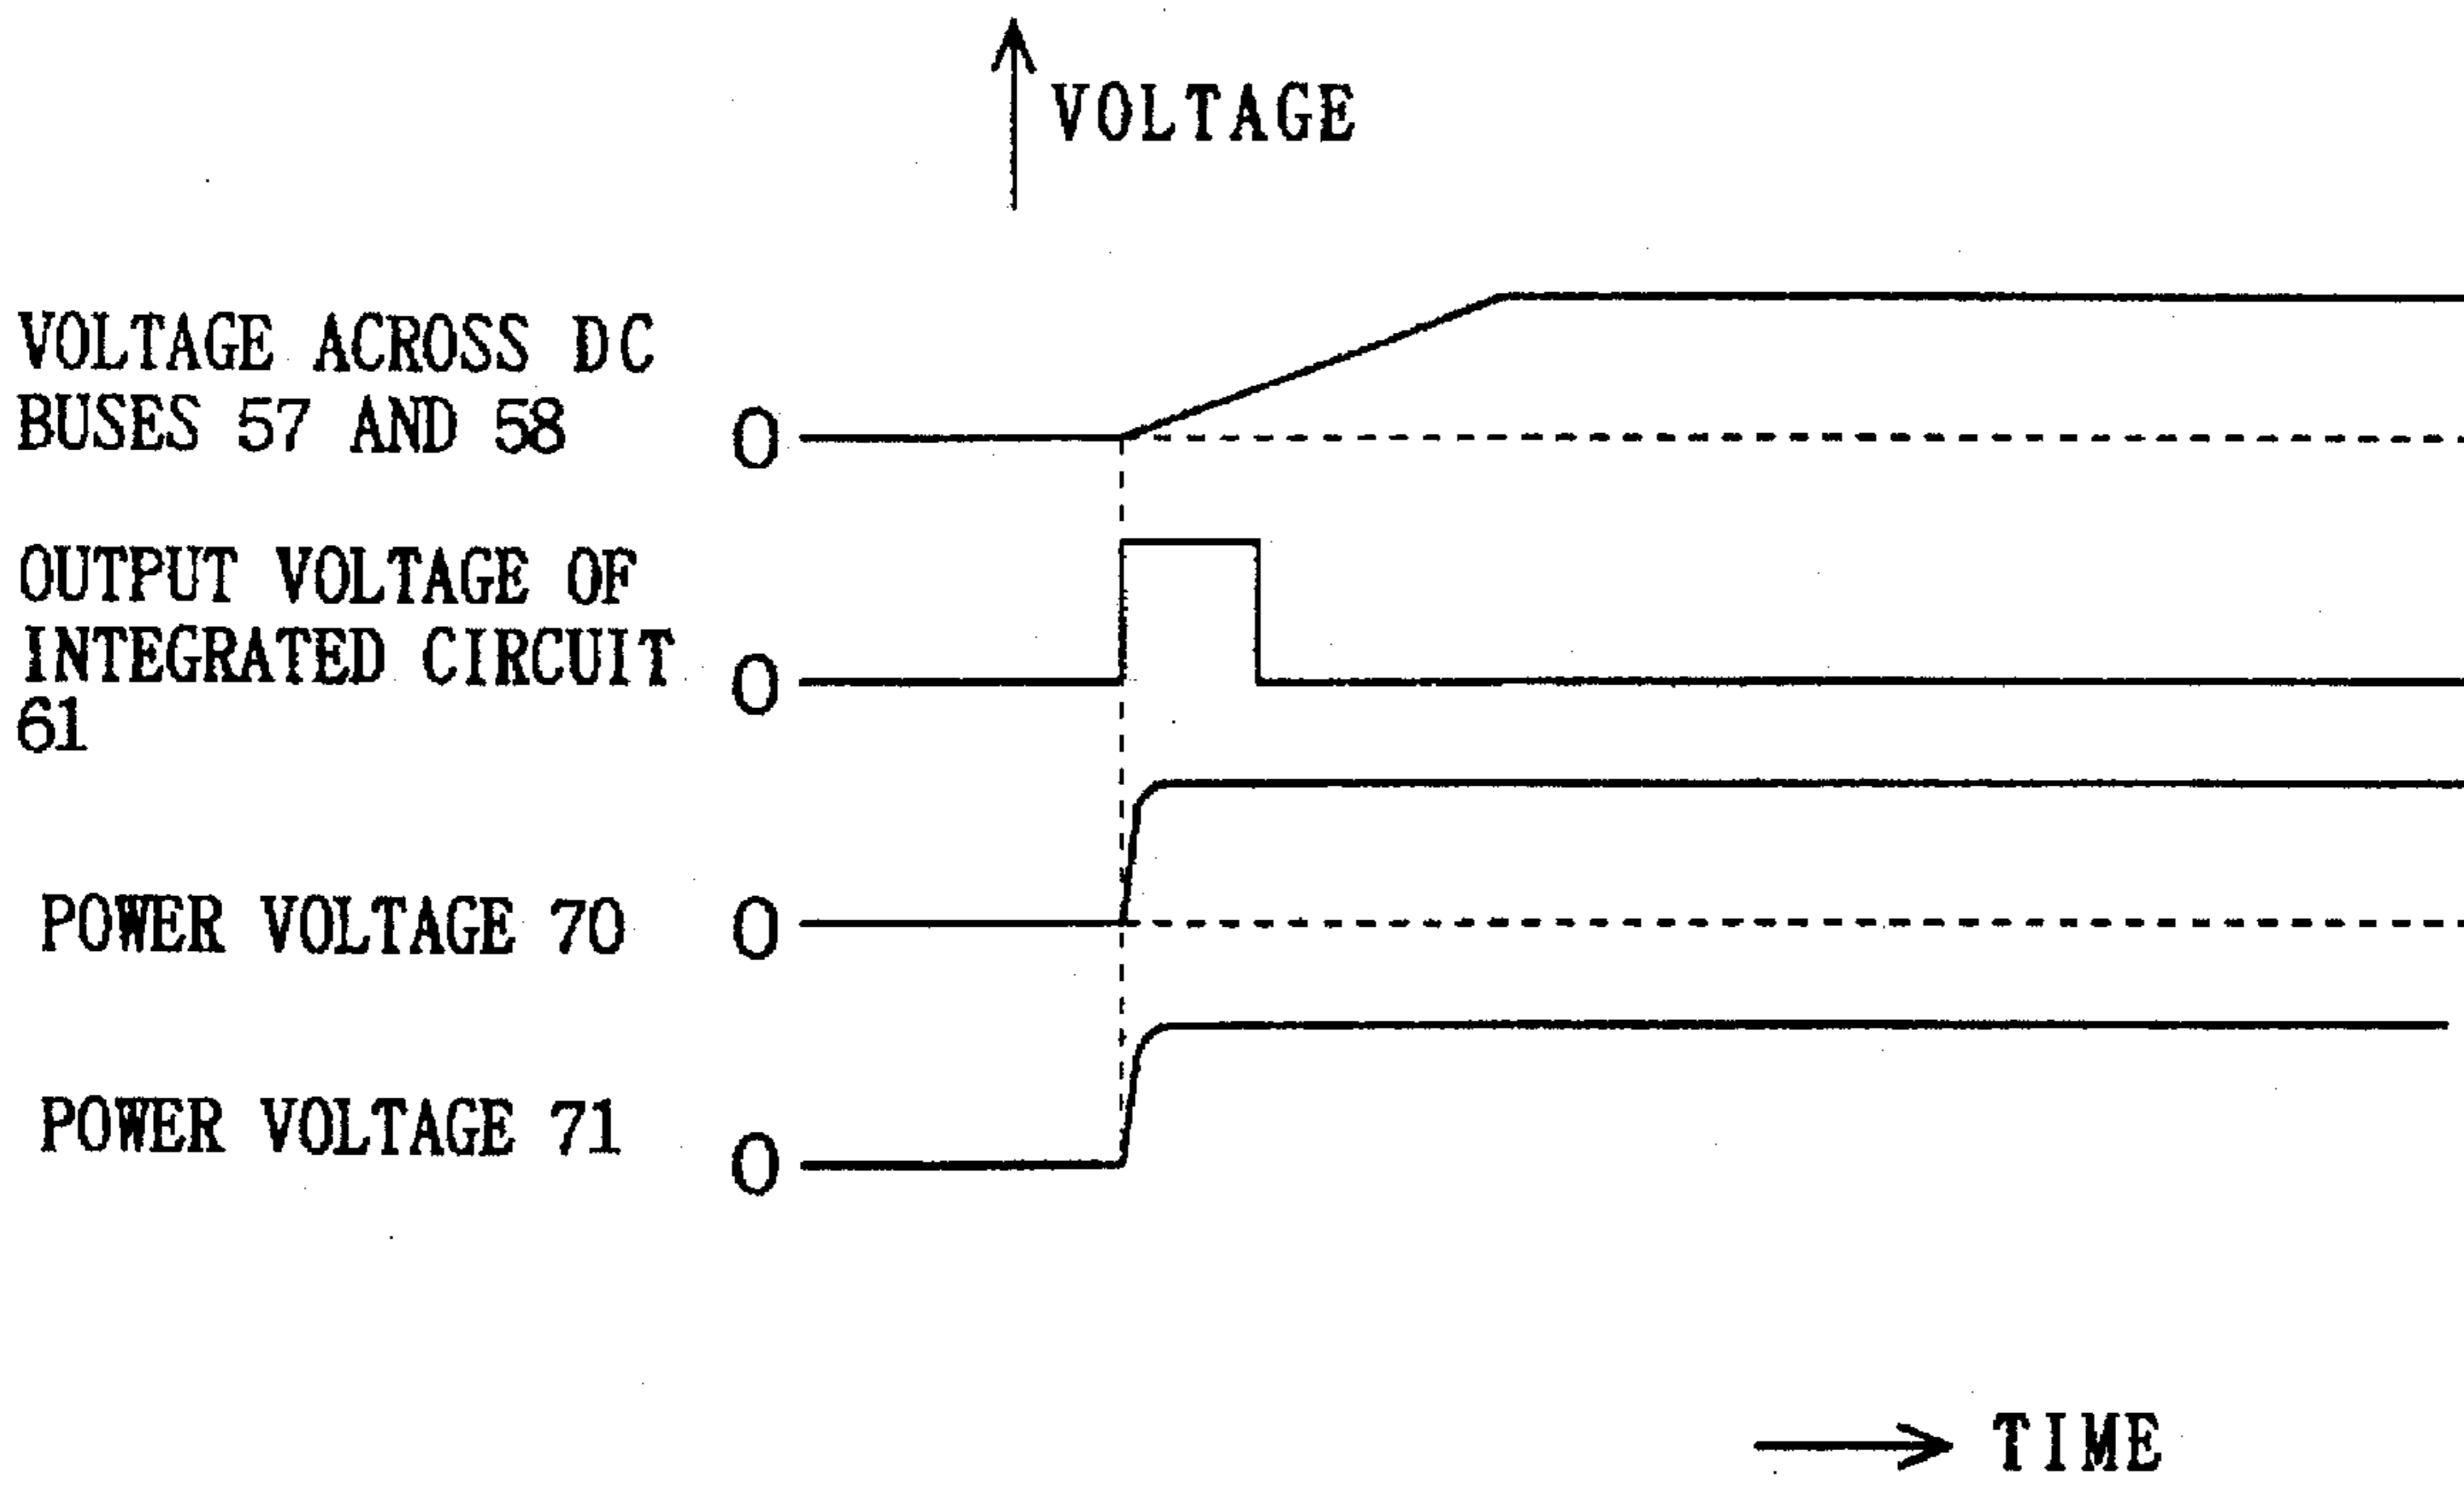 VOLTAGE
VOLTAGE ACROSS DC
BUSES 57 AND 58
0
OUTPUT VOLTAGE OF
INTEGRATED CIRCUIT
61
0
POWER VOLTAGE 70
0
POWER VOLTAGE 71
0
TIME